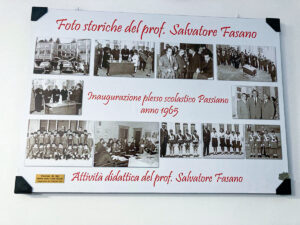 Foto storiche del prof. Salvatore Fasano
Inaugurazione plesso scolastico Passiano
anno 1965
Attività didattica del prof. Salvatore Fasano